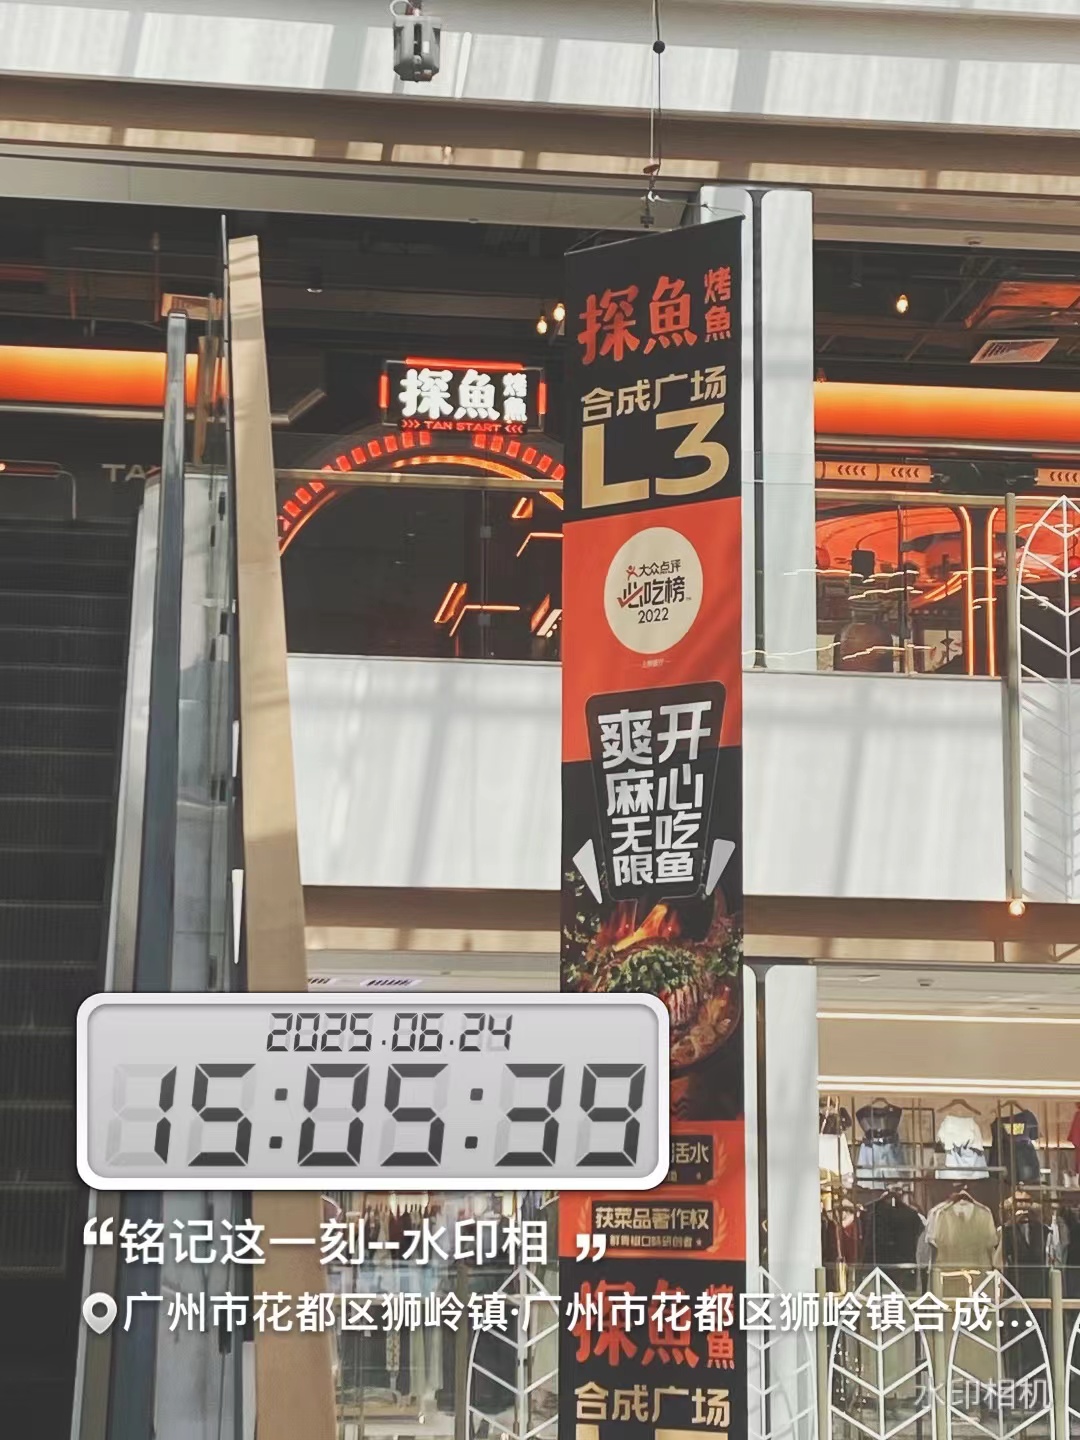 探魚 烤魚
合成广场
L3
探魚 烤魚
TAN START
TA
大众点评
必吃榜
2022
开心吃鱼
爽麻无限
活水
获菜品著作权
探魚
合成广场
2025.06.24
15:05:39
“铭记这一刻--水印相 ”
广州市花都区狮岭镇·广州市花都区狮岭镇合成...
水印相机